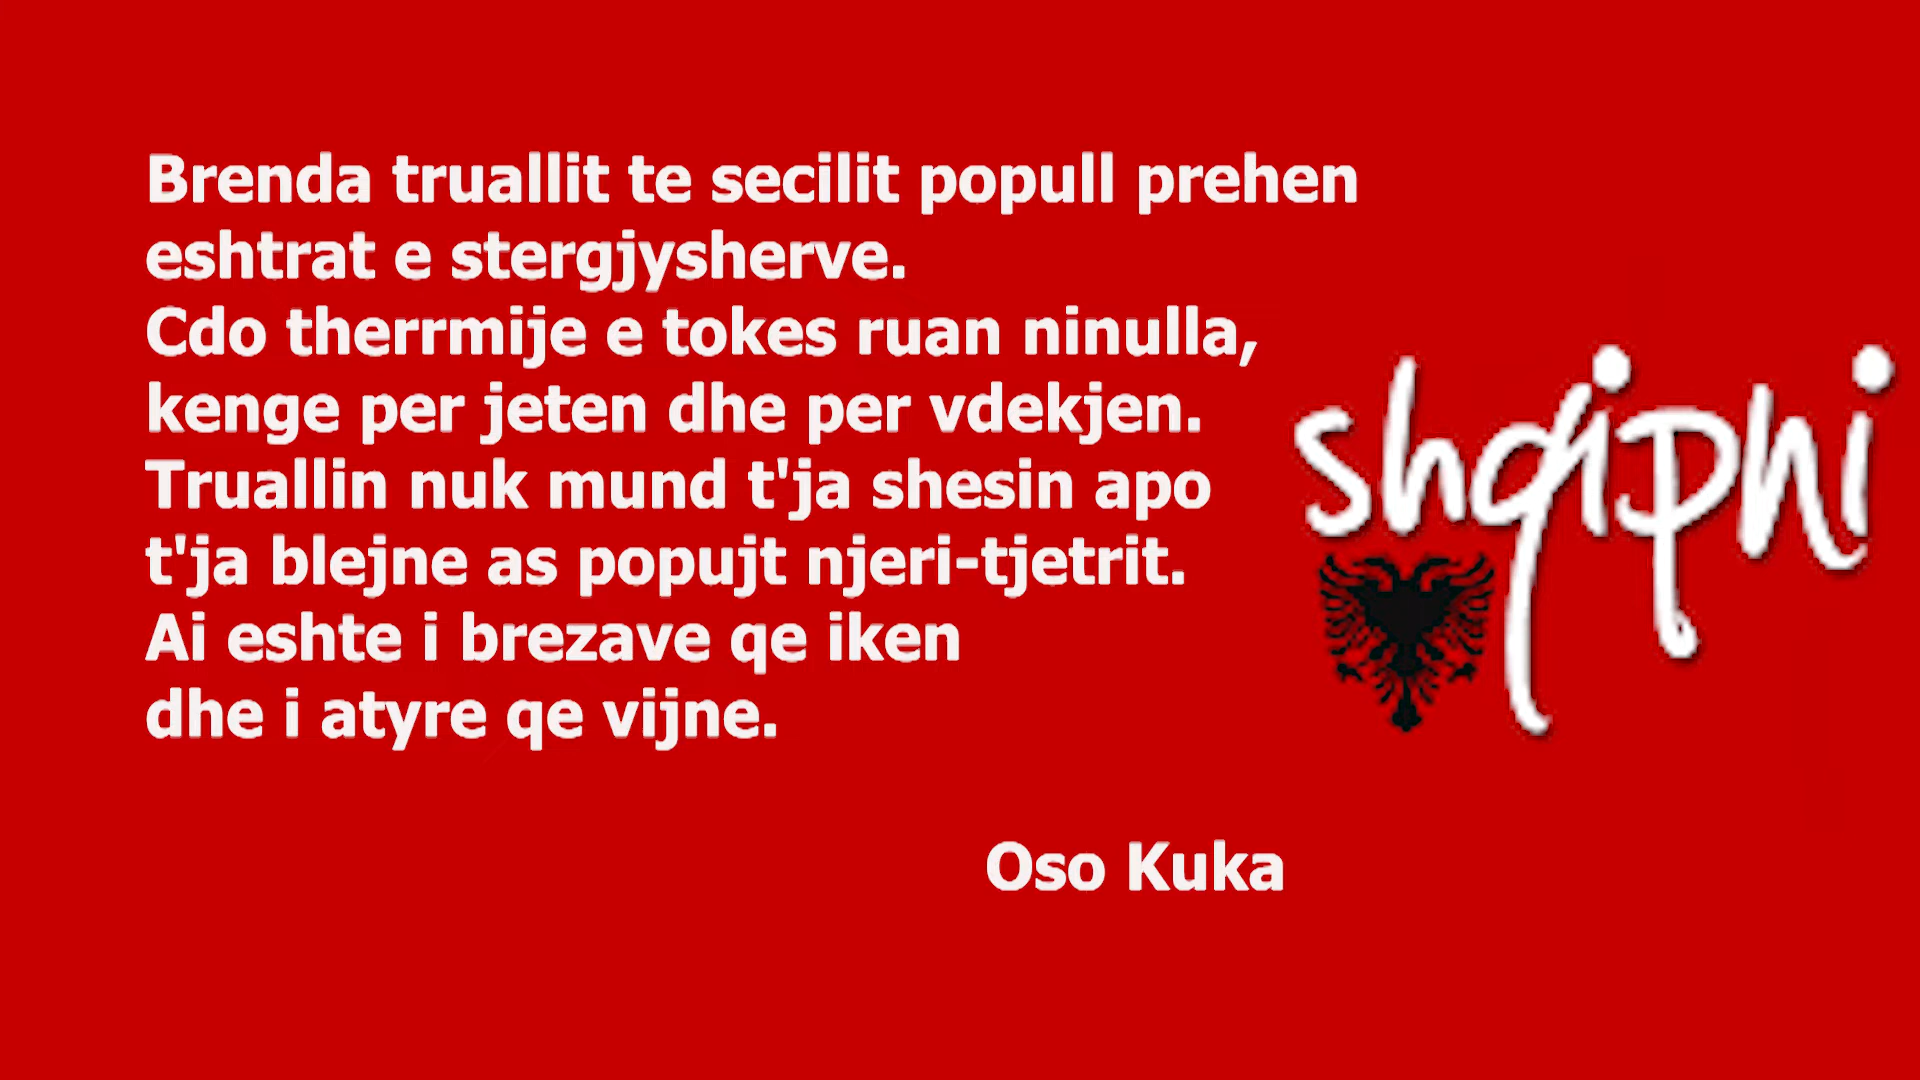 Brenda truallit te secilit popull prehen
eshtrat e stergjysherve.
Cdo therrmije e tokes ruan ninulla,
kenge per jeten dhe per vdekjen.
Truallin nuk mund t'ja shesin apo
t'ja blejne as popujt njeri-tjetrit.
Ai eshte i brezave qe iken
dhe i atyre qe vijne.
Oso Kuka
shqipni